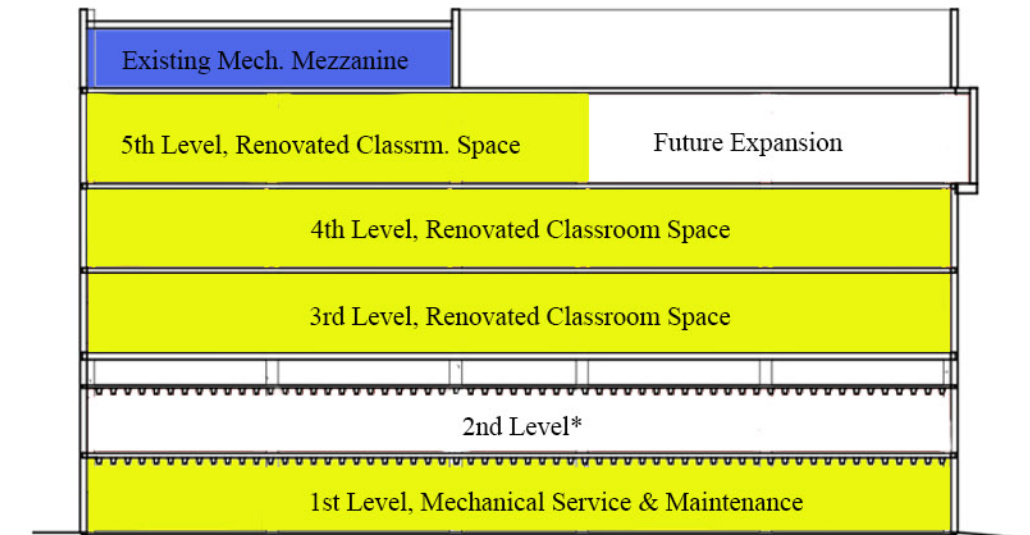 Existing Mech. Mezzanine
5th Level, Renovated Classrm. Space
Future Expansion
4th Level, Renovated Classroom Space
3rd Level, Renovated Classroom Space
2nd Level*
1st Level, Mechanical Service & Maintenance